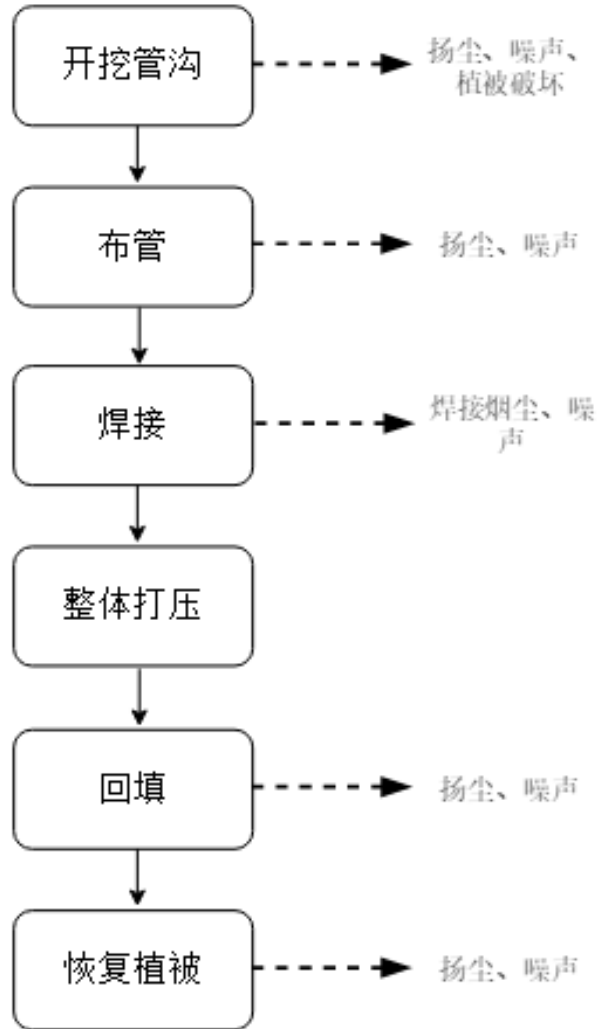 开挖管沟
扬尘、噪声、
植被破坏
布管
扬尘、噪声
焊接
焊接烟尘、噪
声
整体打压
回填
扬尘、噪声
恢复植被
扬尘、噪声